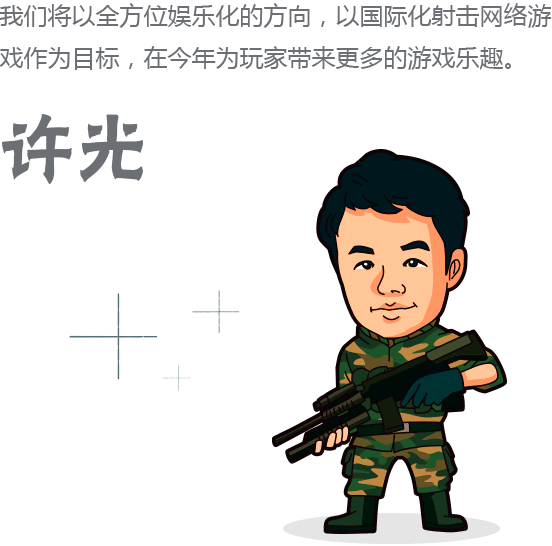 我们将以全方位娱乐化的方向，以国际化射击网络游
戏作为目标，在今年为玩家带来更多的游戏乐趣。
许光